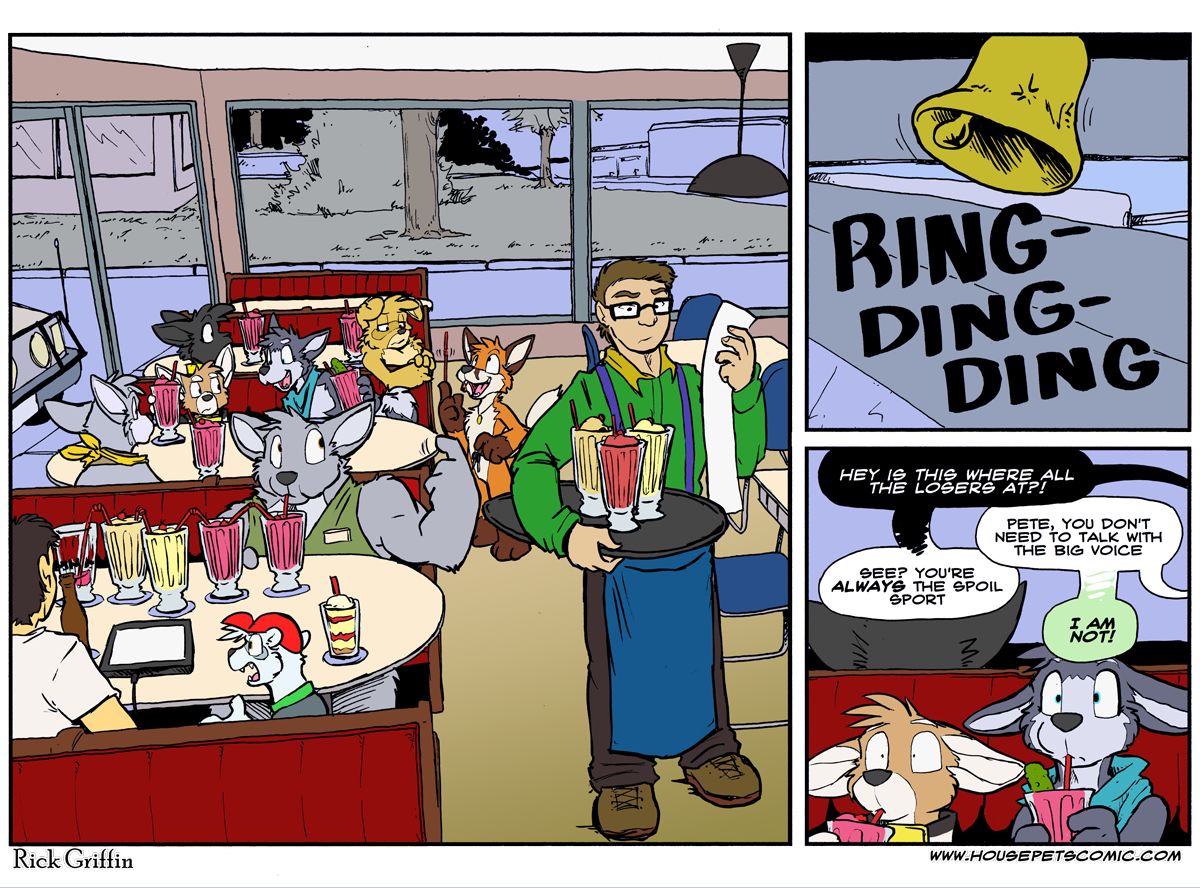 RING-
DING-
DING
HEY IS THIS WHERE ALL
THE LOSERS AT?!
PETE, YOU DON'T
NEED TO TALK WITH
THE BIG VOICE
SEE? YOU'RE
ALWAYS THE SPOIL
SPORT
I AM
NOT!
Rick Griffin
WWW.HOUSEPETSCOMIC.COM